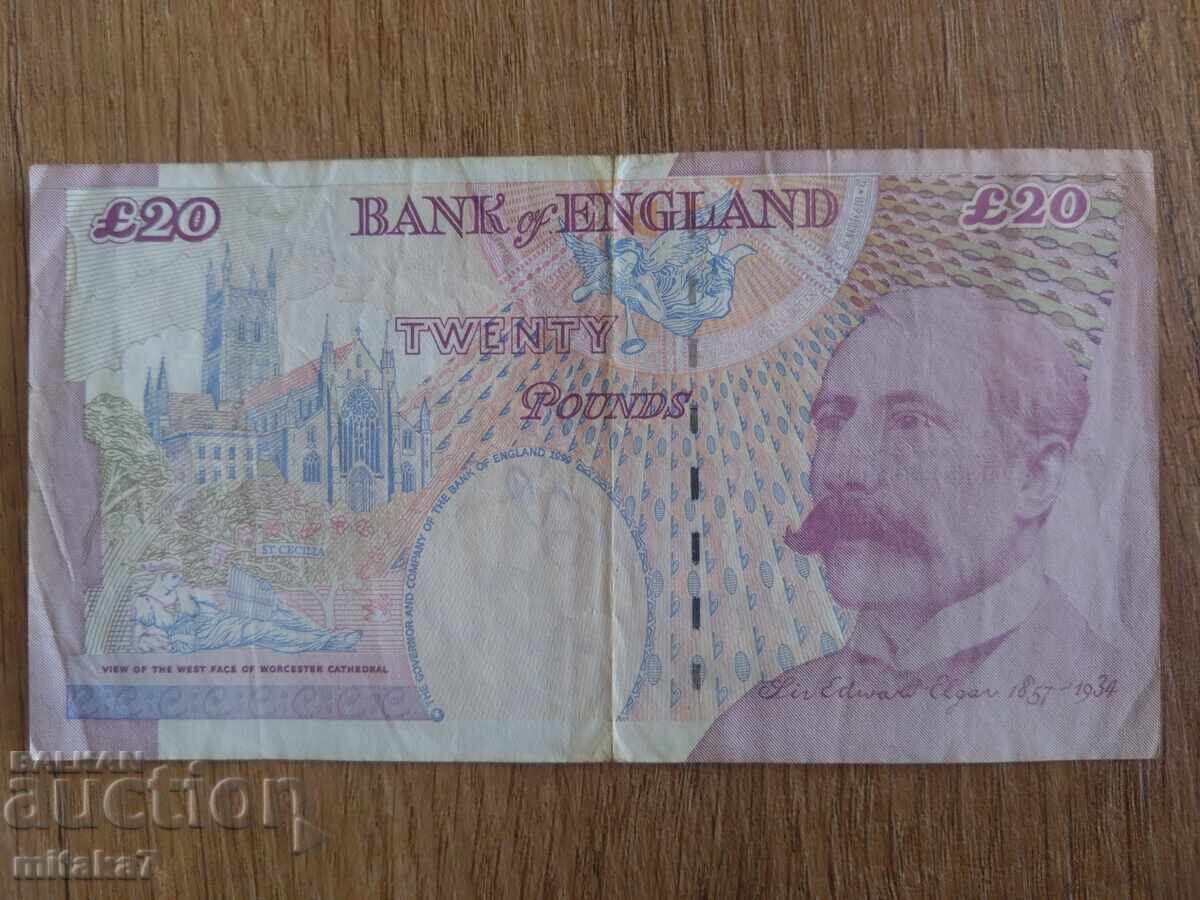 £20
BANK of ENGLAND
£20
TWENTY
POUNDS
© THE GOVERNOR AND COMPANY OF THE BANK OF ENGLAND 1999
ST. CECILIA
VIEW OF THE WEST FACE OF WORCESTER CATHEDRAL
Sir Edward Elgar 1857-1934
BALKAN
auction
mitaka7